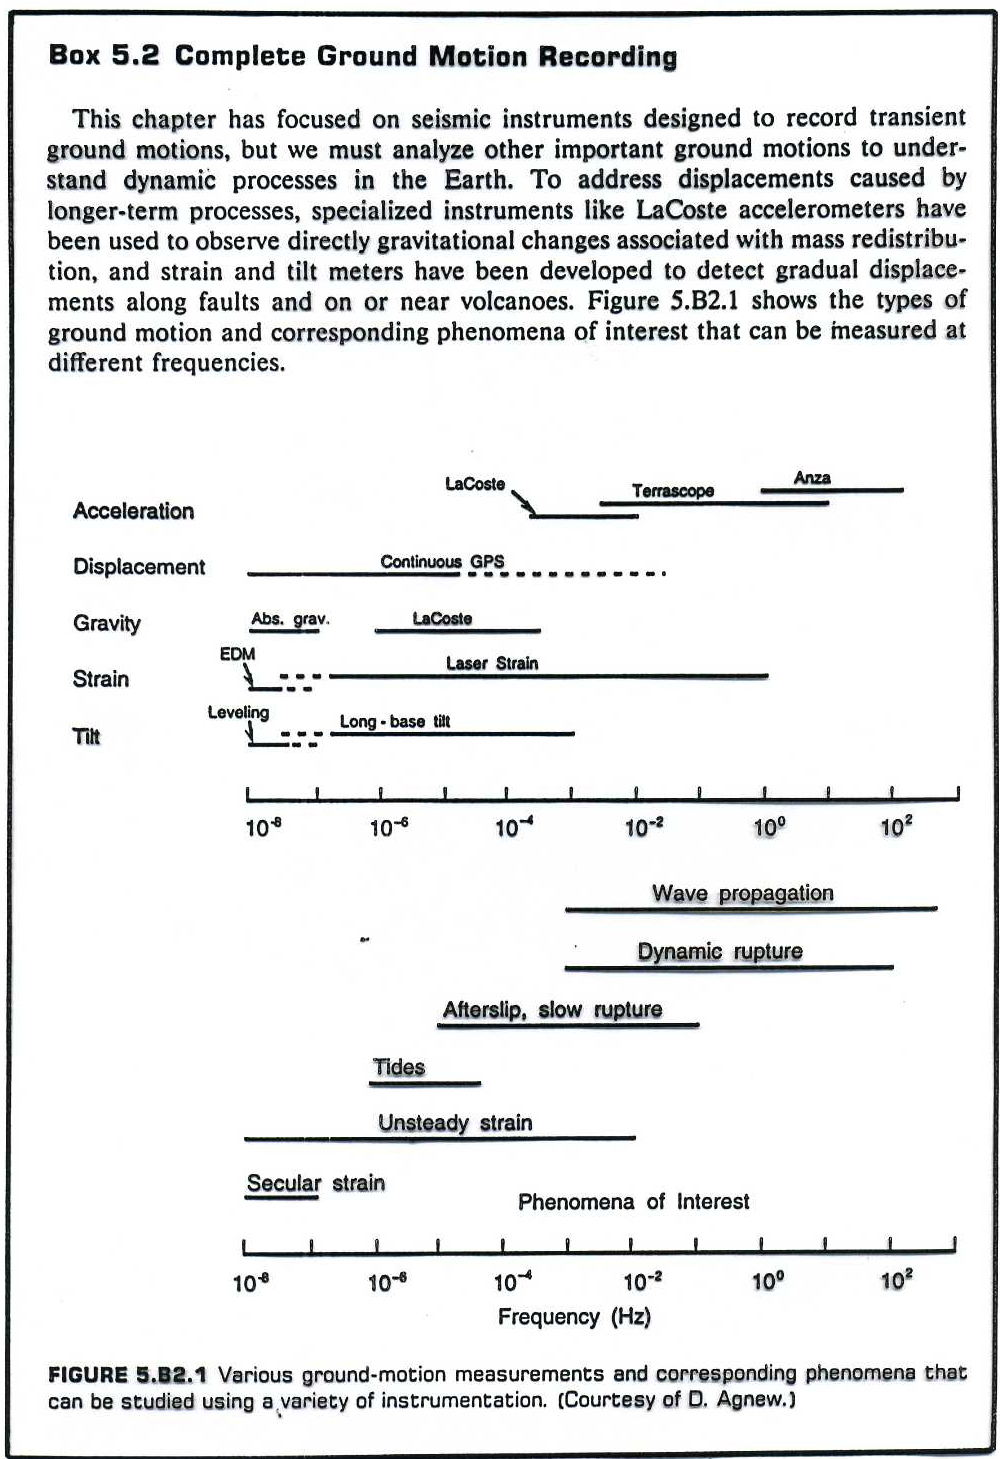 Box 5.2 Complete Ground Motion Recording
This chapter has focused on seismic instruments designed to record transient
ground motions, but we must analyze other important ground motions to under-
stand dynamic processes in the Earth. To address displacements caused by
longer-term processes, specialized instruments like LaCoste accelerometers have
been used to observe directly gravitational changes associated with mass redistribu-
tion, and strain and tilt meters have been developed to detect gradual displace-
ments along faults and on or near volcanoes. Figure 5.B2.1 shows the types of
ground motion and corresponding phenomena of interest that can be measured at
different frequencies.
Anza
LaCoste
Terrascope
Acceleration
Displacement
Continuous GPS
Gravity
Abs. grav.
LaCoste
EDM
Strain
Laser Strain
Leveling
Tilt
Long-base tilt
10⁻⁸ 10⁻⁶ 10⁻⁴ 10⁻² 10⁰ 10²
Wave propagation
Dynamic rupture
Afterslip, slow rupture
Tides
Unsteady strain
Secular strain
Phenomena of Interest
10⁻⁸ 10⁻⁶ 10⁻⁴ 10⁻² 10⁰ 10²
Frequency (Hz)
FIGURE 5.B2.1 Various ground-motion measurements and corresponding phenomena that
can be studied using a variety of instrumentation. (Courtesy of D. Agnew.)